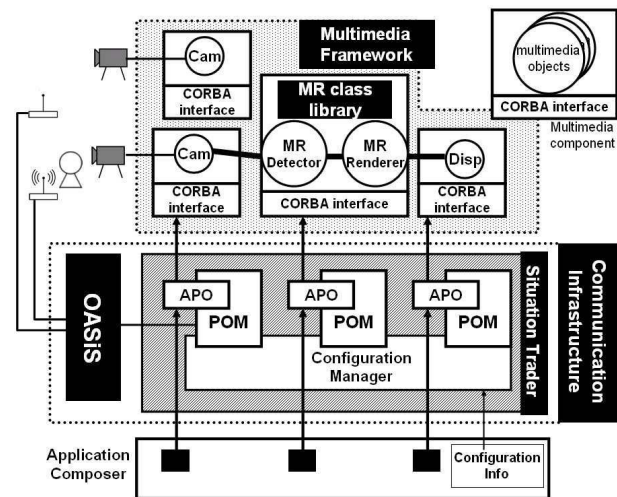 Multimedia
Framework
Cam
CORBA
interface
MR class
library
multimedia
objects
CORBA interface
Multimedia
component
Cam
CORBA
interface
MR
Detector
MR
Renderer
CORBA interface
Disp
CORBA
interface
OASiS
APO
POM
APO
POM
APO
POM
Configuration
Manager
Situation Trader
Communication
Infrastructure
Application
Composer
Configuration
Info